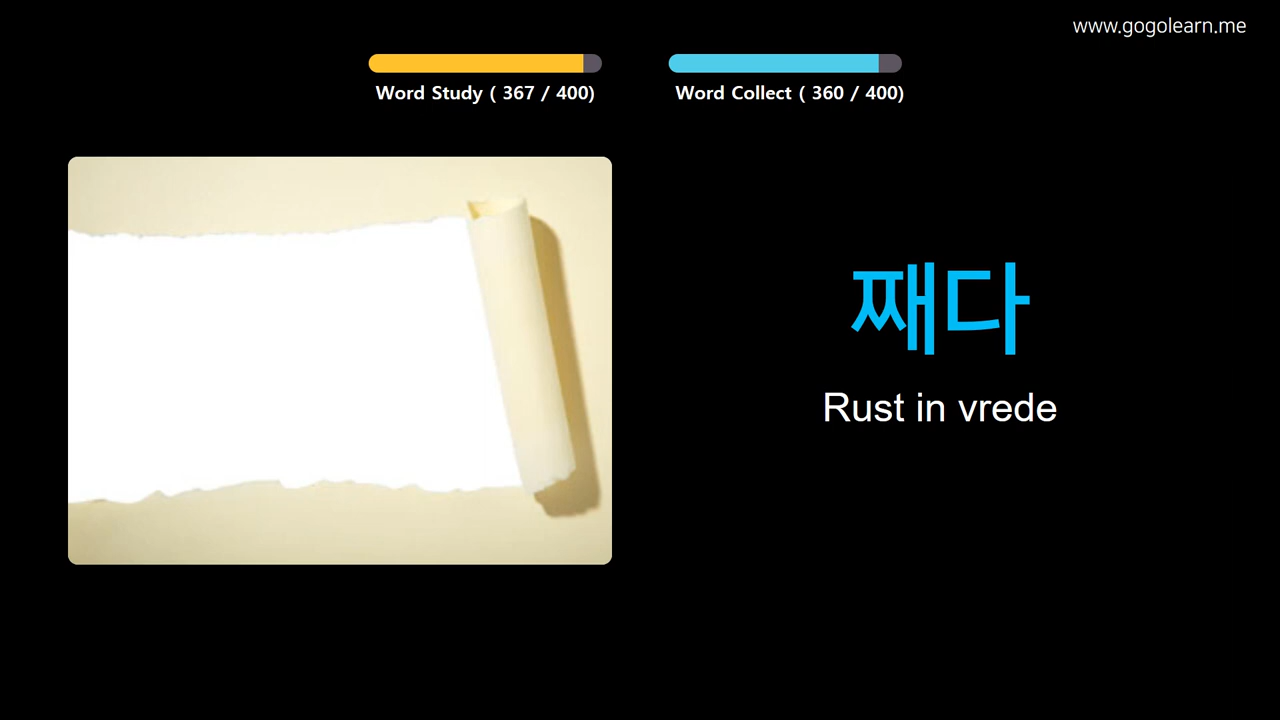 www.gogolearn.me
Word Study ( 367 / 400)
Word Collect ( 360 / 400)
째다
Rust in vrede